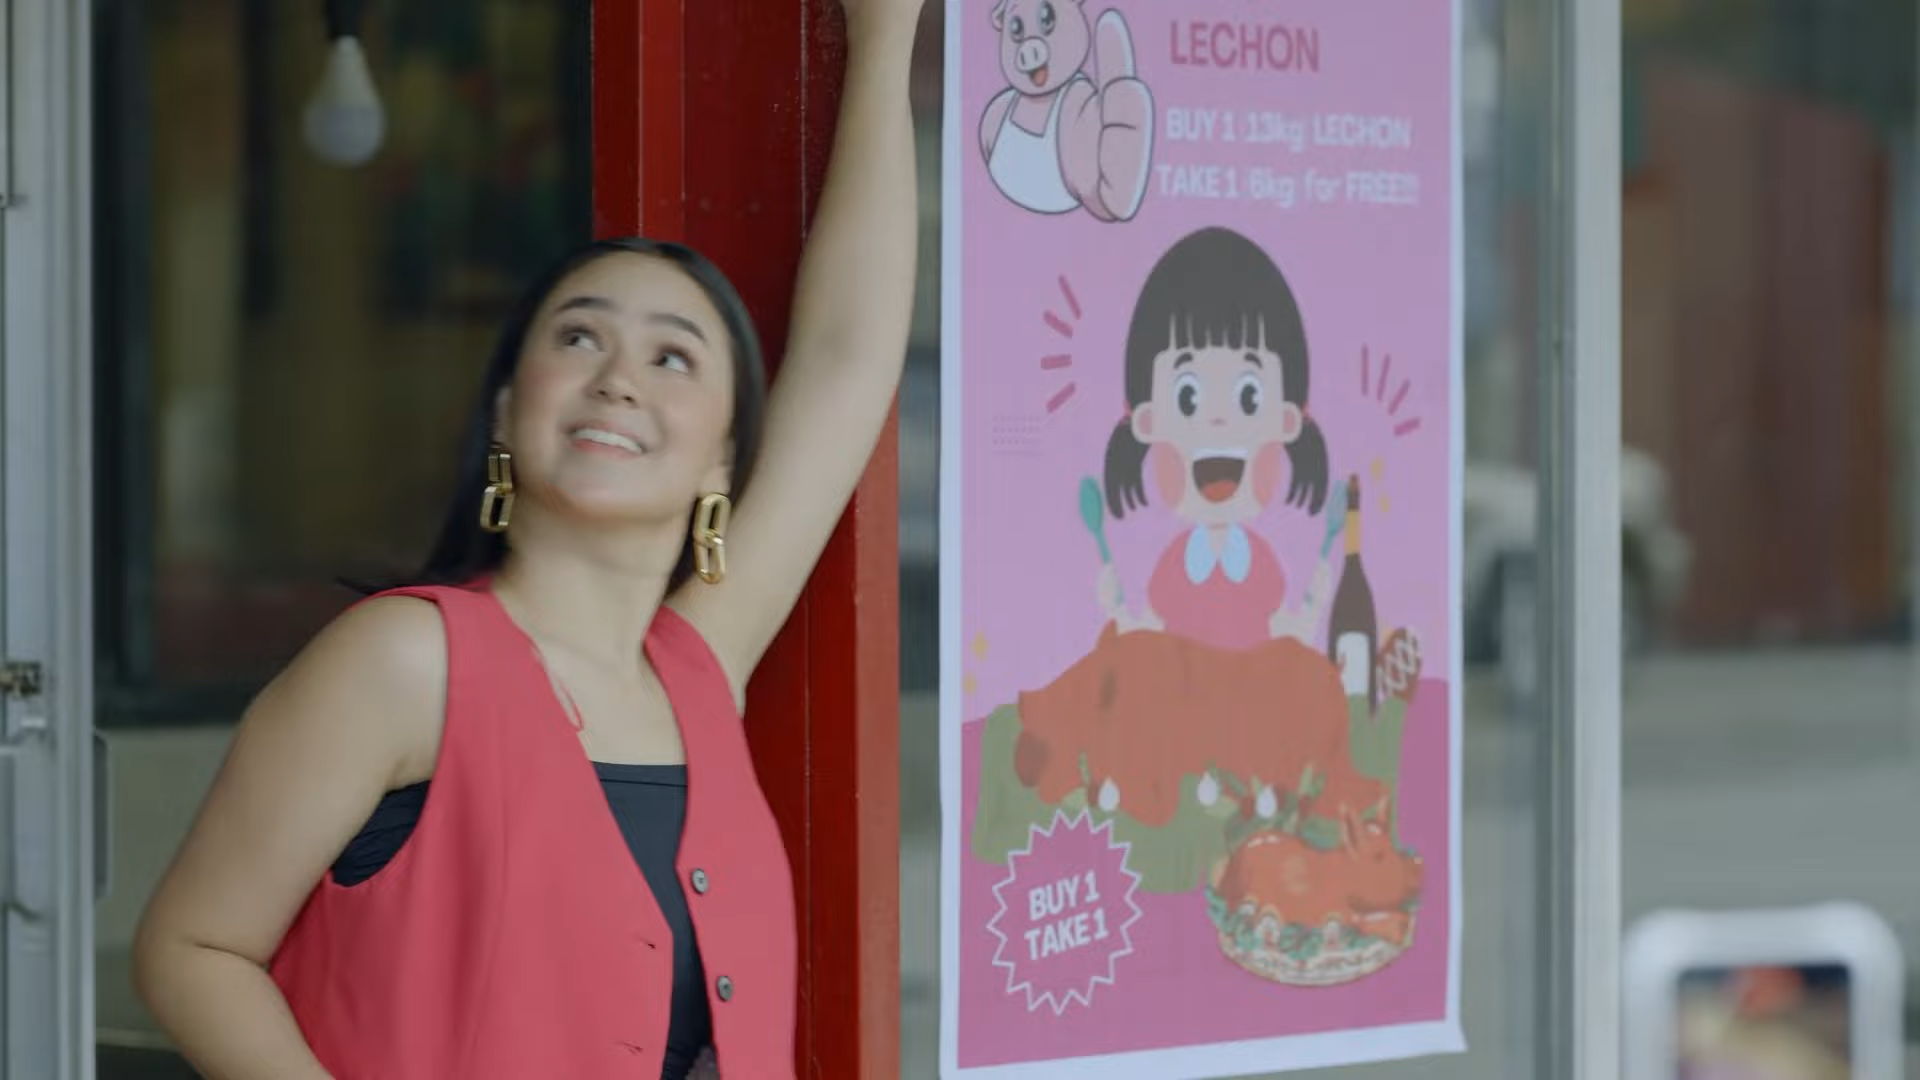 LECHON
BUY 1 13kg LECHON
TAKE 1 6kg for FREE!!!
BUY 1
TAKE 1